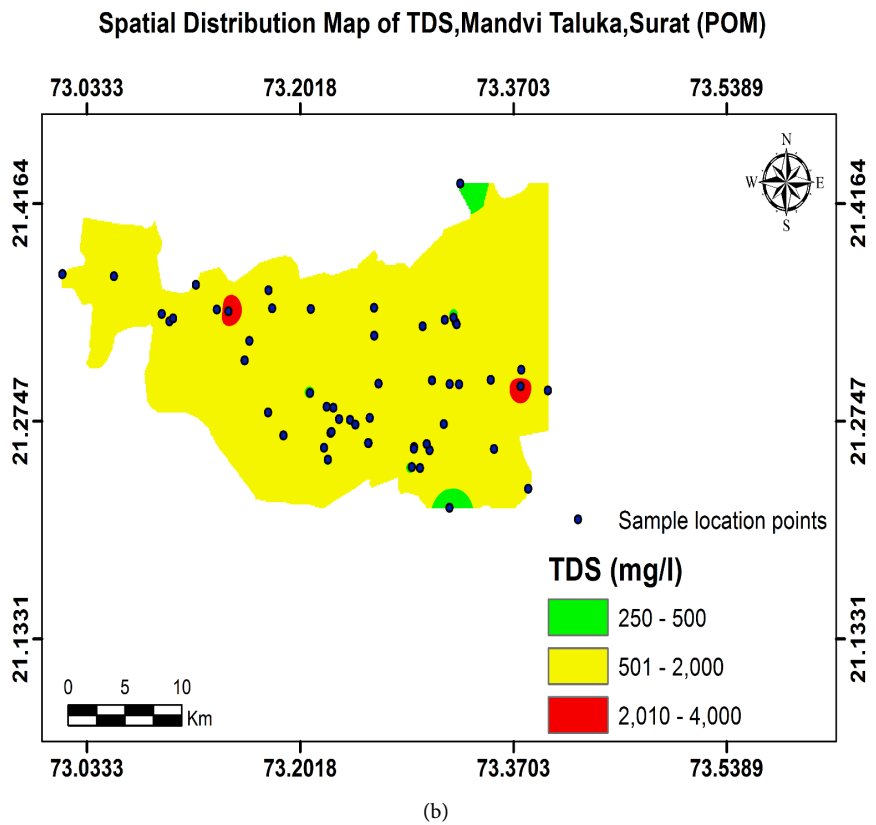 Spatial Distribution Map of TDS,Mandvi Taluka,Surat (POM)
73.0333 73.2018 73.3703 73.5389
N
W E
S
21.4164 21.4164
21.2747 21.2747
Sample location points
TDS (mg/l)
250 - 500
21.1331 21.1331
501 - 2,000
0 5 10
Km
2,010 - 4,000
73.0333 73.2018 73.3703 73.5389
(b)